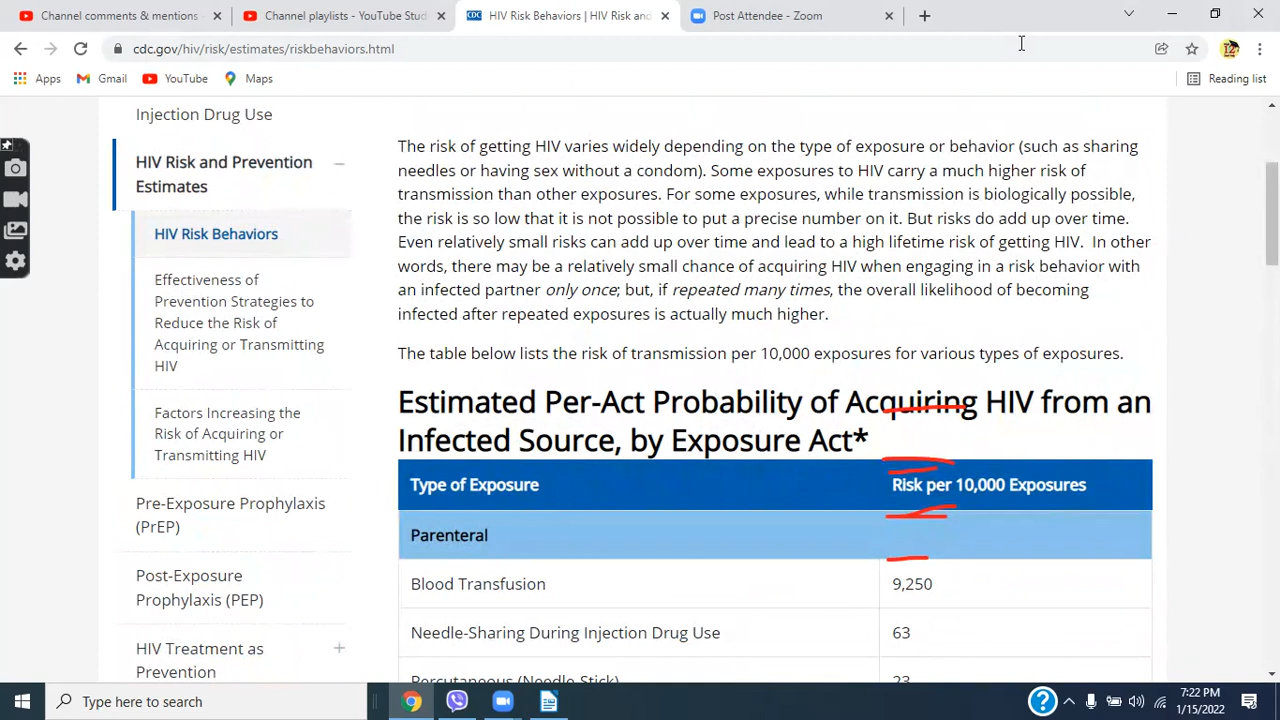 Channel comments & mentions -
Channel playlists - YouTube Stud
CDC
HIV Risk Behaviors | HIV Risk and
Post Attendee - Zoom
cdc.gov/hiv/risk/estimates/riskbehaviors.html
Apps
Gmail
YouTube
Maps
Reading list
Injection Drug Use
HIV Risk and Prevention
Estimates
HIV Risk Behaviors
Effectiveness of
Prevention Strategies to
Reduce the Risk of
Acquiring or Transmitting
HIV
Factors Increasing the
Risk of Acquiring or
Transmitting HIV
Pre-Exposure Prophylaxis
(PrEP)
Post-Exposure
Prophylaxis (PEP)
HIV Treatment as
Prevention
The risk of getting HIV varies widely depending on the type of exposure or behavior (such as sharing
needles or having sex without a condom). Some exposures to HIV carry a much higher risk of
transmission than other exposures. For some exposures, while transmission is biologically possible,
the risk is so low that it is not possible to put a precise number on it. But risks do add up over time.
Even relatively small risks can add up over time and lead to a high lifetime risk of getting HIV. In other
words, there may be a relatively small chance of acquiring HIV when engaging in a risk behavior with
an infected partner only once; but, if repeated many times, the overall likelihood of becoming
infected after repeated exposures is actually much higher.
The table below lists the risk of transmission per 10,000 exposures for various types of exposures.
Estimated Per-Act Probability of Acquiring HIV from an
Infected Source, by Exposure Act*
Type of Exposure
Risk per 10,000 Exposures
Parenteral
Blood Transfusion
9,250
Needle-Sharing During Injection Drug Use
63
Percutaneous (Needle-Stick)
23
Type here to search
7:22 PM
1/15/2022